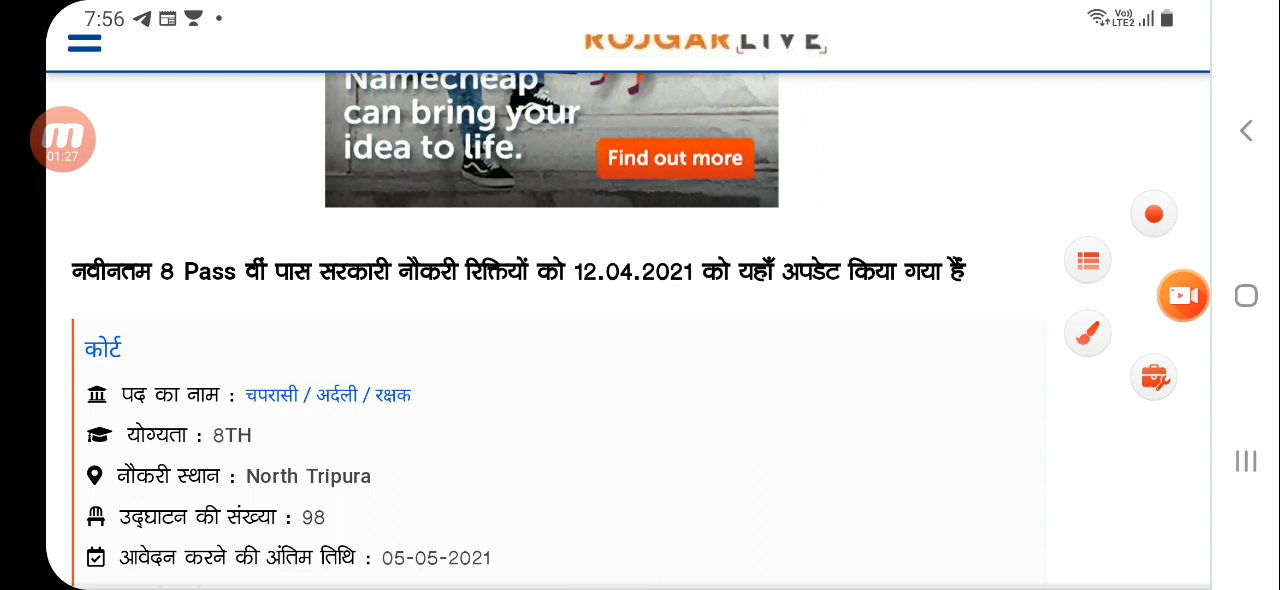 7:56
Vo))
LTE2
ROJGAR LIVE
Namecheap
can bring your
idea to life.
Find out more
01:27
नवीनतम 8 Pass वीं पास सरकारी नौकरी रिक्तियों को 12.04.2021 को यहाँ अपडेट किया गया हैं
कोर्ट
पद का नाम : चपरासी / अर्दली / रक्षक
योग्यता : 8TH
नौकरी स्थान : North Tripura
उद्घाटन की संख्या : 98
आवेदन करने की अंतिम तिथि : 05-05-2021